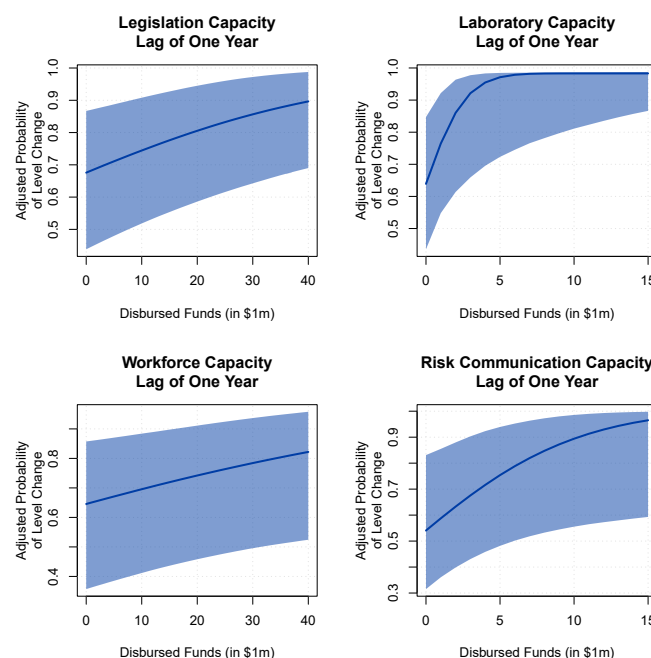 Legislation Capacity
Lag of One Year
Adjusted Probability
of Level Change
0.5 0.6 0.7 0.8 0.9 1.0
0 10 20 30 40
Disbursed Funds (in $1m)
Laboratory Capacity
Lag of One Year
Adjusted Probability
of Level Change
0.5 0.6 0.7 0.8 0.9 1.0
0 5 10 15
Disbursed Funds (in $1m)
Workforce Capacity
Lag of One Year
Adjusted Probability
of Level Change
0.4 0.6 0.8
0 10 20 30 40
Disbursed Funds (in $1m)
Risk Communication Capacity
Lag of One Year
Adjusted Probability
of Level Change
0.3 0.5 0.7 0.9
0 5 10 15
Disbursed Funds (in $1m)